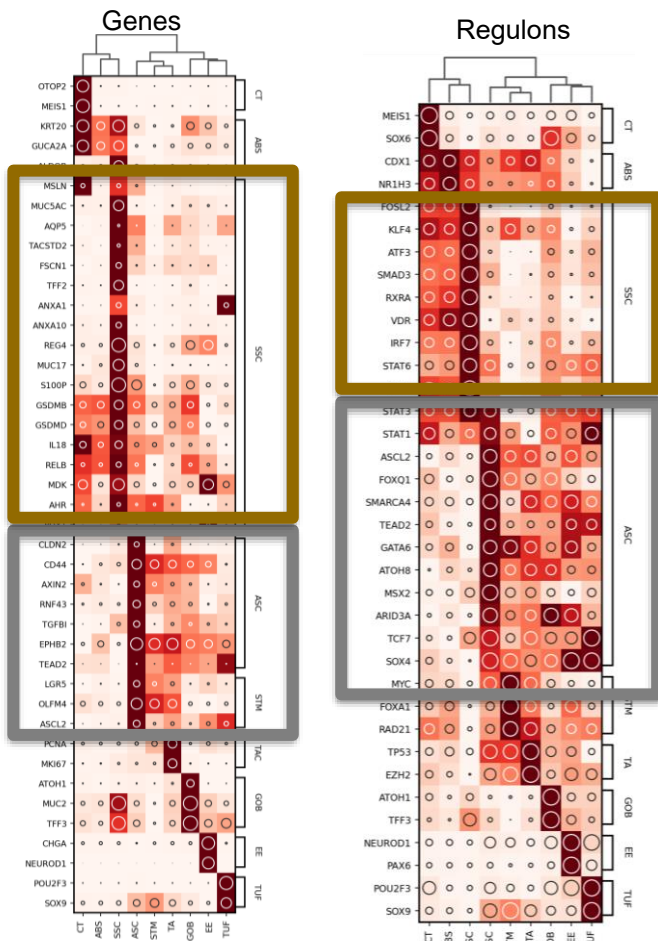 Genes
OTOP2
MEIS1
KRT20
GUCA2A
MSLN
MUC5AC
AQP5
TACSTD2
FSCN1
TFF2
ANXA1
ANXA10
REG4
MUC17
S100P
GSDMB
GSDMD
IL18
RELB
MDK
AHR
CLDN2
CD44
AXIN2
RNF43
TGFBI
EPHB2
TEAD2
LGR5
OLFM4
ASCL2
PCNA
MKI67
ATOH1
MUC2
TFF3
CHGA
NEUROD1
POU2F3
SOX9
CT
ABS
SSC
ASC
STM
TAC
GOB
EE
TUF
CT
ABS
SSC
ASC
STM
TA
GOB
EE
TUF
Regulons
MEIS1
SOX6
CDX1
NR1H3
FOSL2
KLF4
ATF3
SMAD3
RXRA
VDR
IRF7
STAT6
STAT3
STAT1
ASCL2
FOXQ1
SMARCA4
TEAD2
GATA6
ATOH8
MSX2
ARID3A
TCF7
SOX4
MYC
FOXA1
RAD21
TP53
EZH2
ATOH1
TFF3
NEUROD1
PAX6
POU2F3
SOX9
CT
ABS
SSC
ASC
TA
GOB
EE
TUF